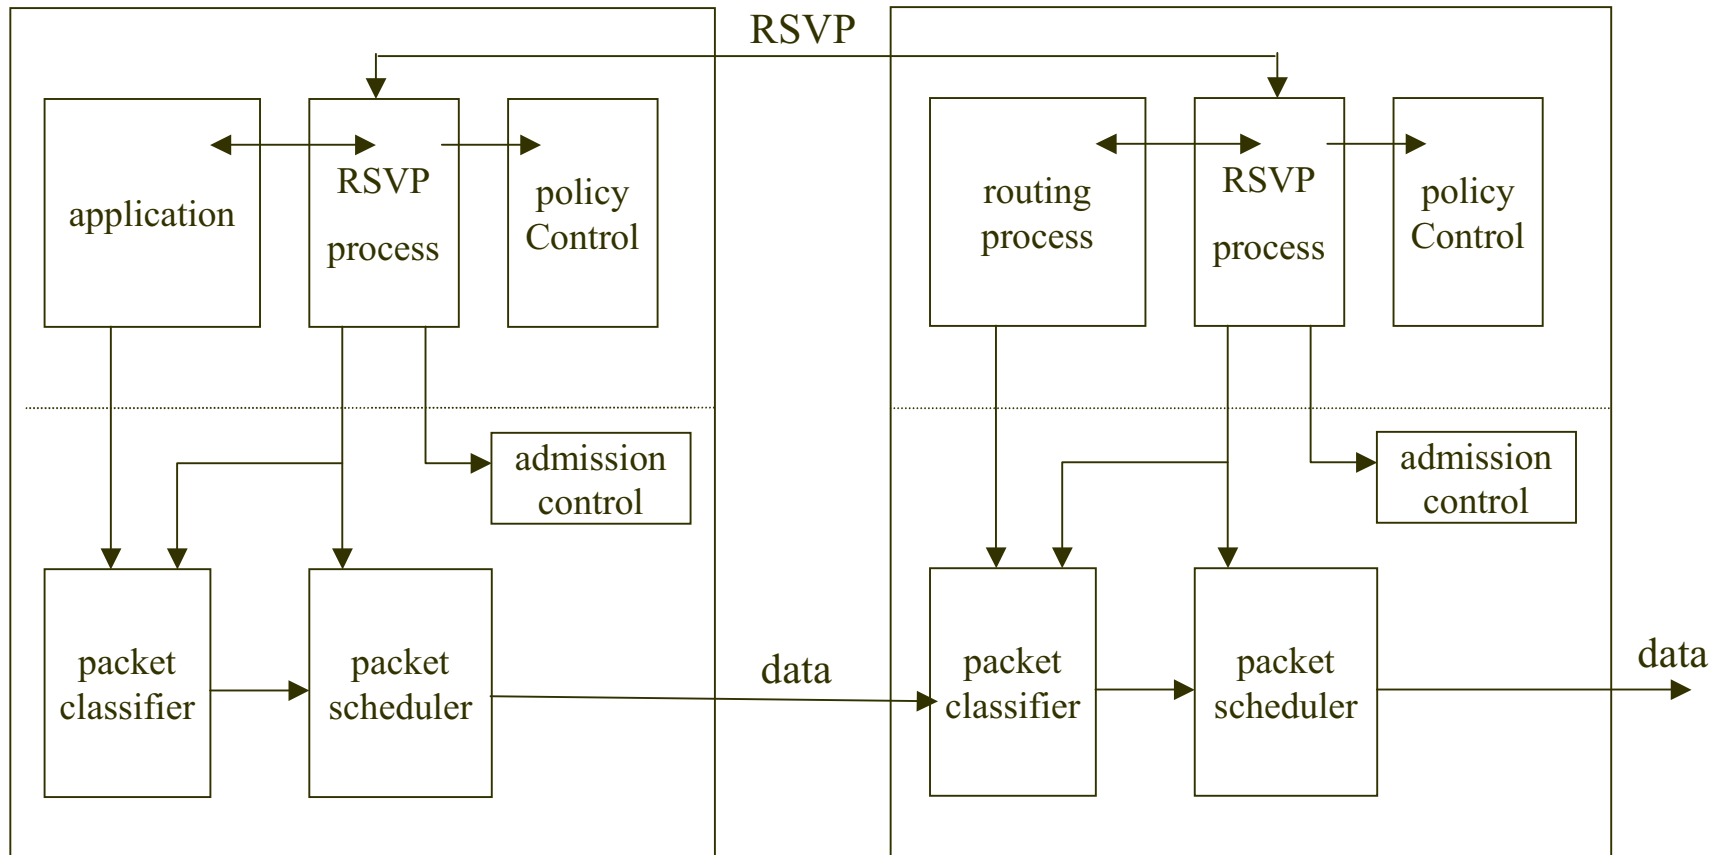 RSVP
application
RSVP
process
policy
Control
routing
process
RSVP
process
policy
Control
admission
control
admission
control
packet
classifier
packet
scheduler
data
packet
classifier
packet
scheduler
data